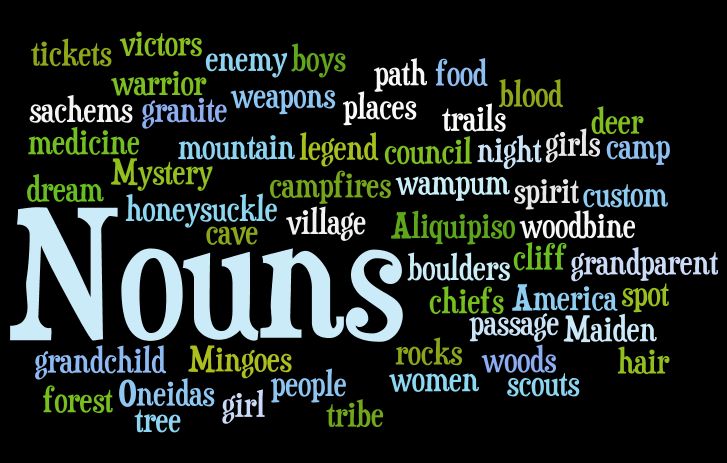 tickets victors enemy boys
path food
warrior weapons places blood
sachems granite trails deer
medicine mountain legend council night girls camp
dream Mystery campfires wampum spirit custom
honeysuckle village Aliquipiso woodbine
cave
Nouns
boulders cliff grandparent
chiefs America spot
passage Maiden
grandchild Mingoes rocks woods hair
forest Oneidas girl people women scouts
tree tribe